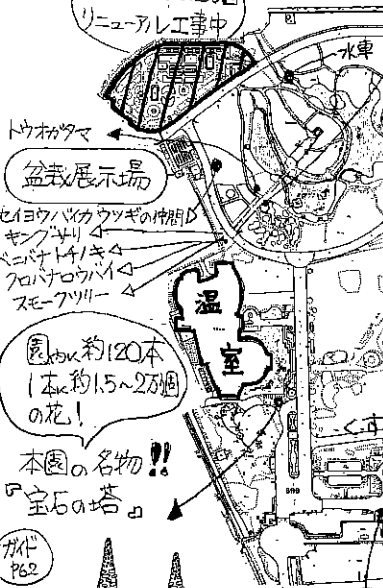 リニューアル工事中
水車
トウオガタマ
盆栽展示場
セイヨウバイカウツギの仲間
キングサリ
ベニバナトチノキ
クロバナロウバイ
スモークツリー
温室
園内に約120本
1本に約1.5~2万個
の花!
本園の名物!!
『宝石の塔』
ガイド
P62